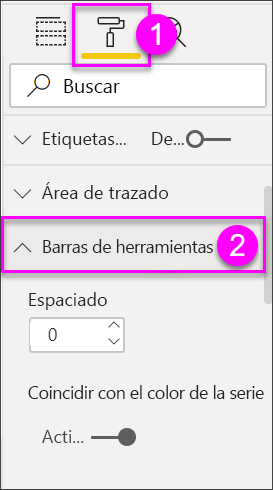 1
Buscar
Etiquetas... De...
Área de trazado
Barras de herramientas 2
Espaciado
0
Coincidir con el color de la serie
Acti...